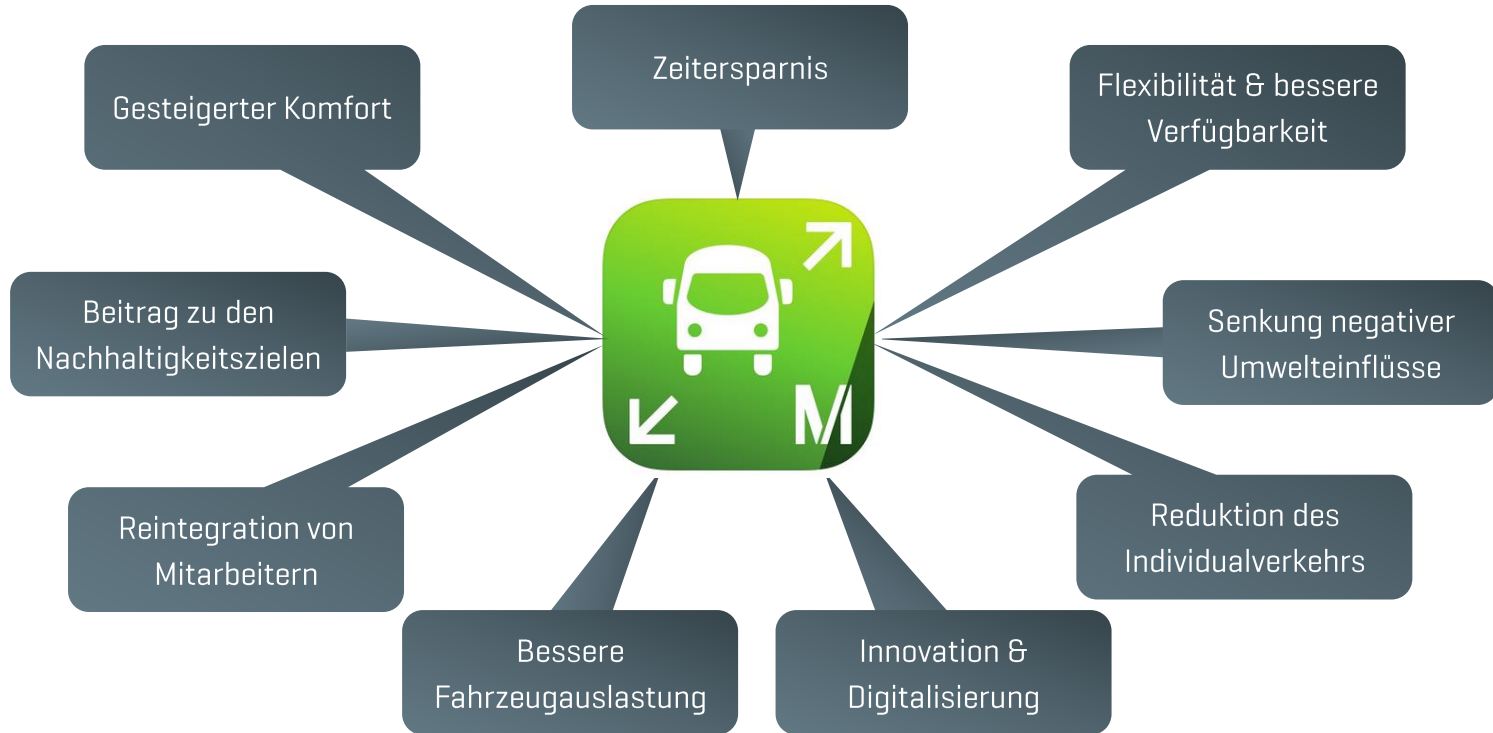 Zeitersparnis
Gesteigerter Komfort
Flexibilität & bessere
Verfügbarkeit
Beitrag zu den
Nachhaltigkeitszielen
Senkung negativer
Umwelteinflüsse
M
Reintegration von
Mitarbeitern
Reduktion des
Individualverkehrs
Bessere
Fahrzeugauslastung
Innovation &
Digitalisierung